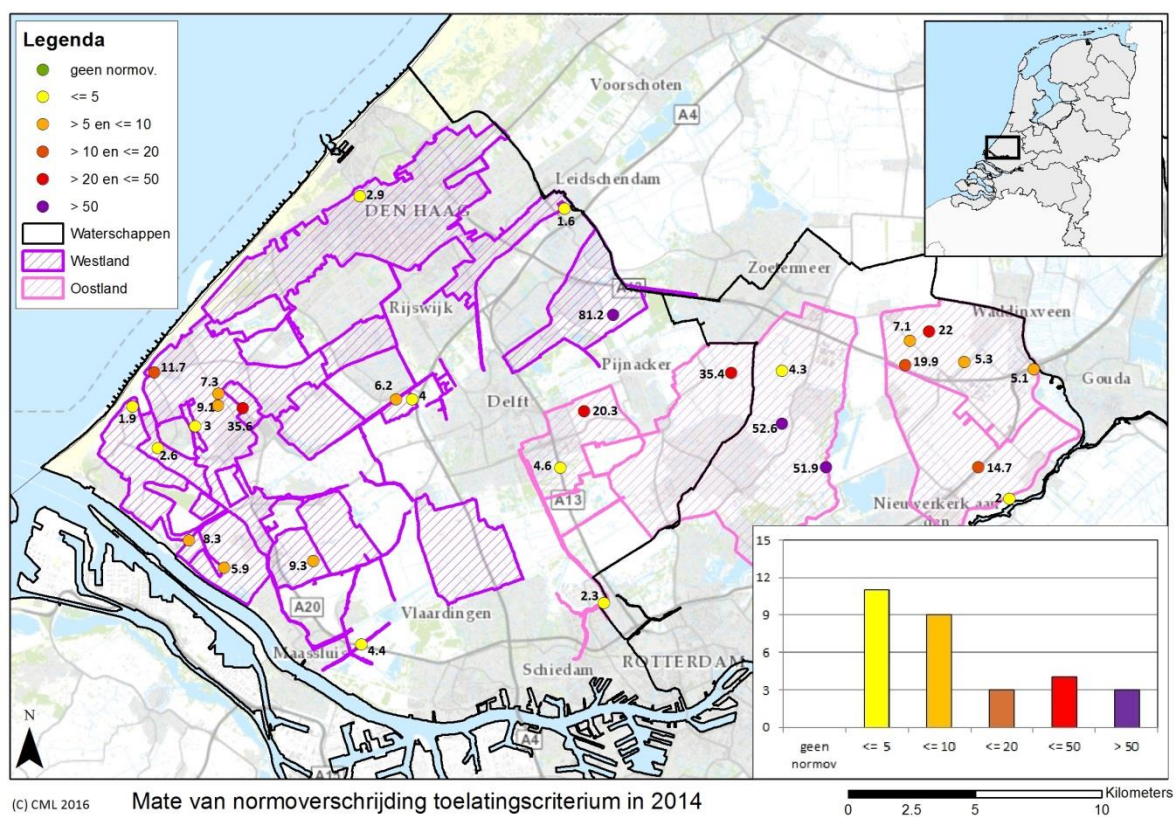 Legenda
geen normov.
<= 5
> 5 en <= 10
> 10 en <= 20
> 20 en <= 50
> 50
Waterschappen
Westland
Oostland
Voorschoten
A4
Leidschendam
2.9
DEN HAAG
1.6
Zoetermeer
Rijswijk
81.2
Waddinxveen
7.1
22
11.7
Pijnacker
35.4
4.3
19.9
5.3
5.1
Gouda
7.3
6.2
4
1.9
9.1
Delft
20.3
3
35.6
52.6
2.6
4.6
51.9
14.7
A13
Nieuwerkerk aan
2
8.3
5.9
9.3
2.3
A20
Vlaardingen
Maassluis
4.4
Schiedam
ROTTERDAM
A4
N
15
12
9
6
3
0
geen
normov
<= 5
<= 10
<=20
<=50
> 50
(C) CML 2016
Mate van normoverschrijding toelatingscriterium in 2014
Kilometers
0
2.5
5
10